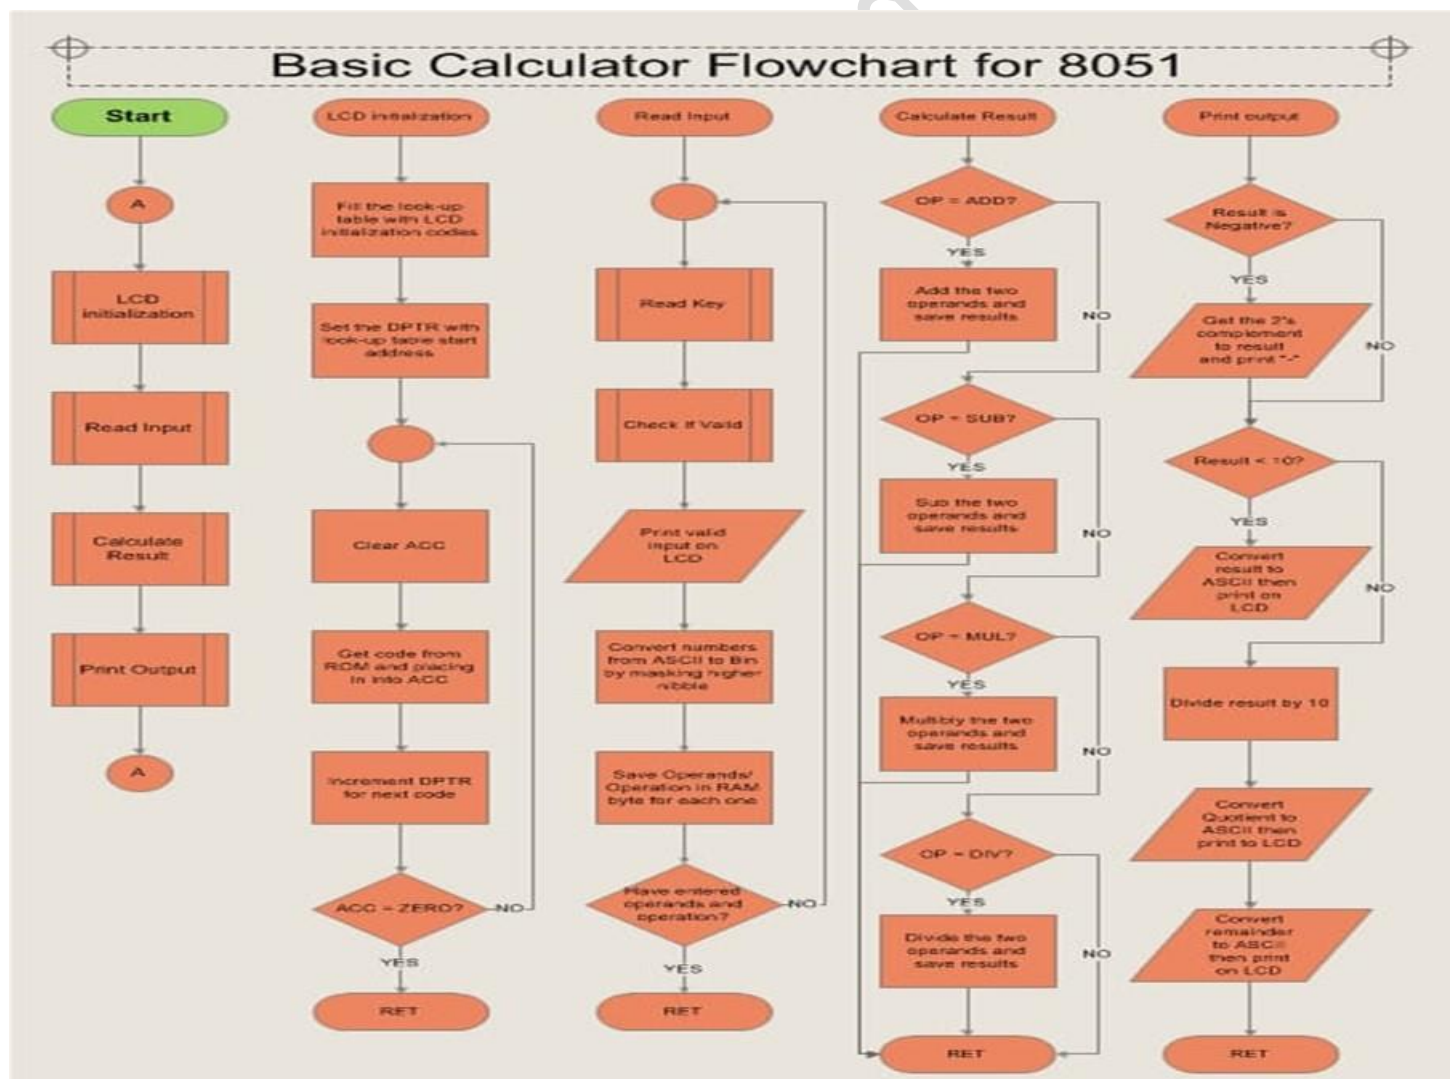 Basic Calculator Flowchart for 8051
Start
A
LCD
initialization
Read Input
Calculate
Result
Print Output
A
LCD initialization
Fill the look-up
table with LCD
initialization codes
Set the DPTR with
look-up table start
address
Clear ACC
Get code from
ROM and placing
in into ACC
Increment DPTR
for next code
ACC = ZERO?
NO
YES
RET
Read Input
Read Key
Check If Valid
Print valid
input on
LCD
Convert numbers
from ASCII to Bin
by masking higher
nibble
Save Operands/
Operation in RAM
byte for each one
Have entered
operands and
operation?
NO
YES
RET
Calculate Result
OP = ADD?
YES
Add the two
operands and
save results
NO
OP = SUB?
YES
Sub the two
operands and
save results
NO
OP = MUL?
YES
Multibly the two
operands and
save results
NO
OP = DIV?
YES
Divide the two
operands and
save results
NO
RET
Print output
Result is
Negative?
YES
Get the 2's
complement
to result
and print "-"
NO
Result < 10?
YES
Convert
result to
ASCII then
print on
LCD
NO
Divide result by 10
Convert
Quotient to
ASCII then
print to LCD
Convert
remainder
to ASCII
then print
on LCD
RET